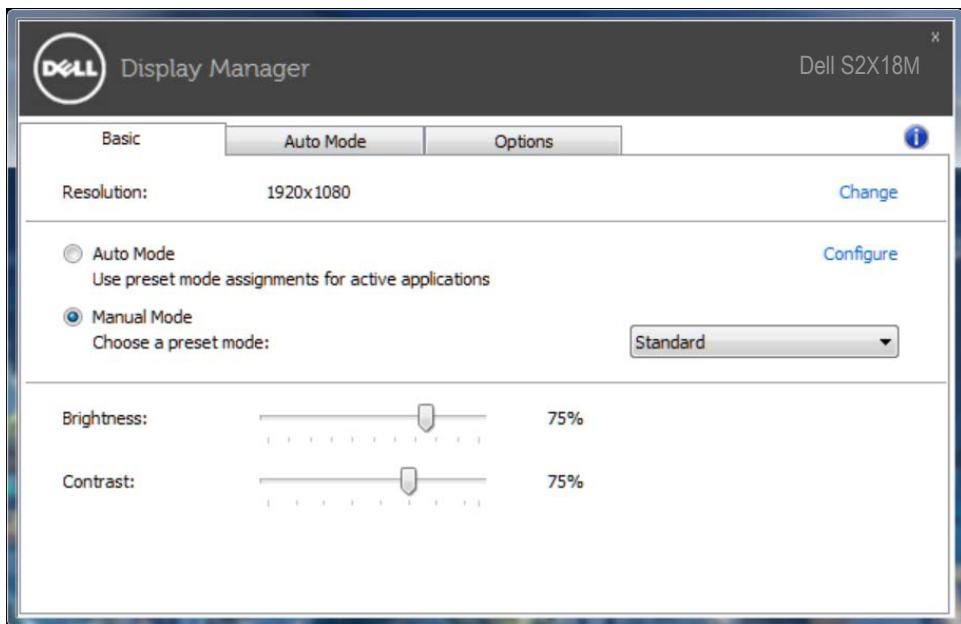 DELL Display Manager
x
Dell S2X18M
Basic Auto Mode Options
Resolution: 1920x1080 Change
Auto Mode Configure
Use preset mode assignments for active applications
Manual Mode
Choose a preset mode: Standard
Brightness: 75%
Contrast: 75%